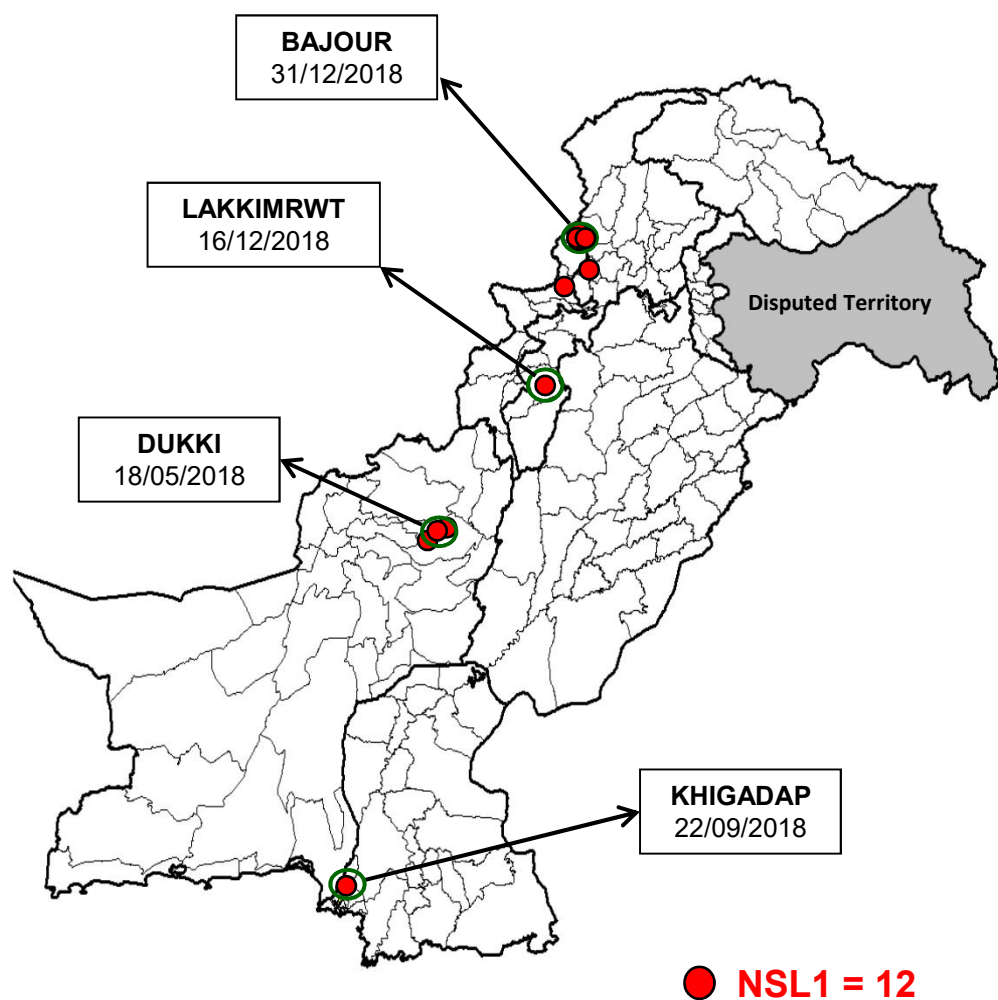 BAJOUR
31/12/2018
LAKKIMRWT
16/12/2018
Disputed Territory
DUKKI
18/05/2018
KHIGADAP
22/09/2018
NSL1 = 12